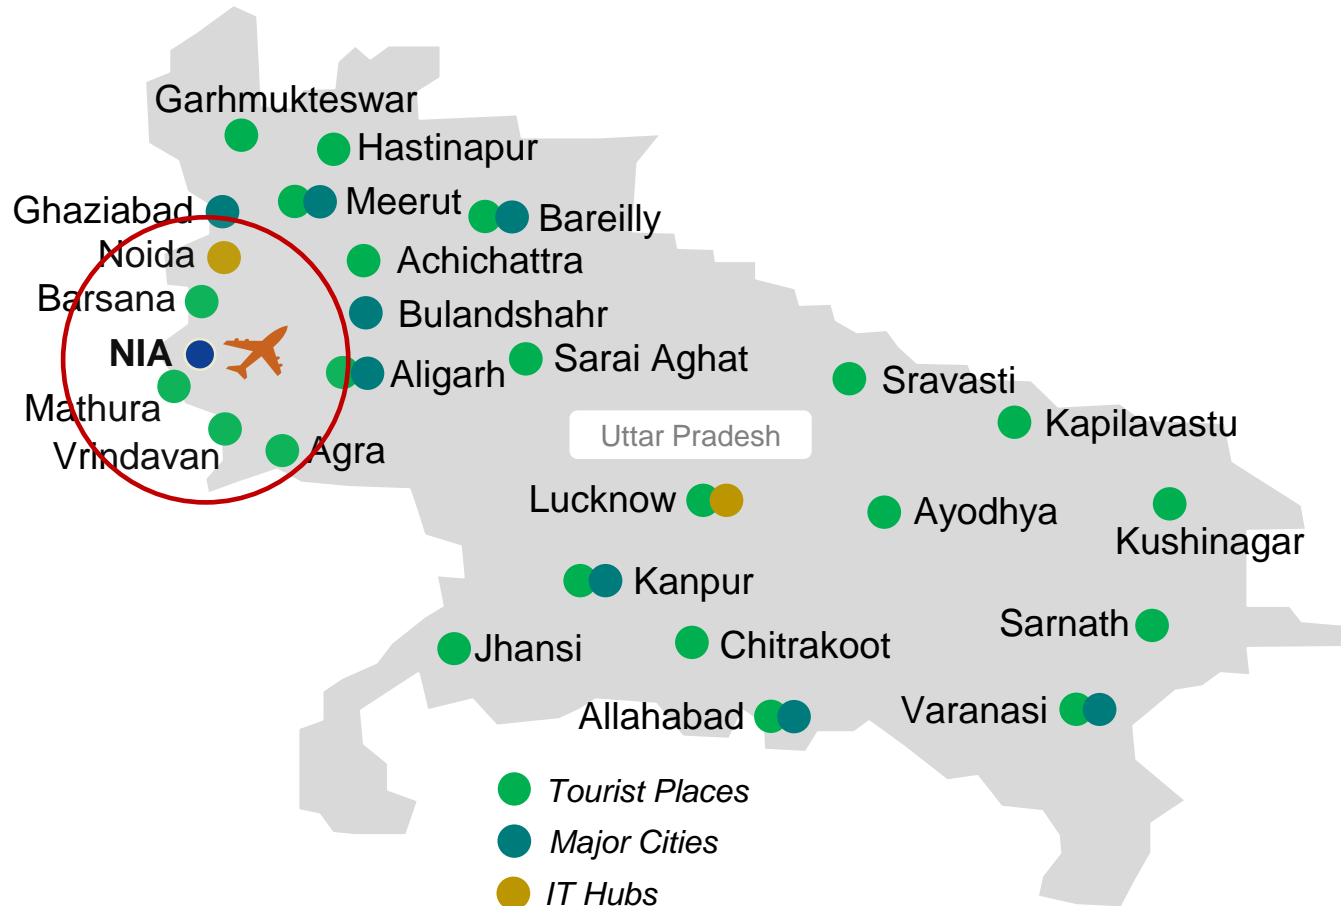 Garhmukteswar
Hastinapur
Ghaziabad
Meerut
Bareilly
Noida
Achichattra
Barsana
Bulandshahr
NIA
Sarai Aghat
Aligarh
Sravasti
Mathura
Kapilavastu
Uttar Pradesh
Vrindavan
Agra
Lucknow
Ayodhya
Kushinagar
Kanpur
Sarnath
Jhansi
Chitrakoot
Allahabad
Varanasi
Tourist Places
Major Cities
IT Hubs